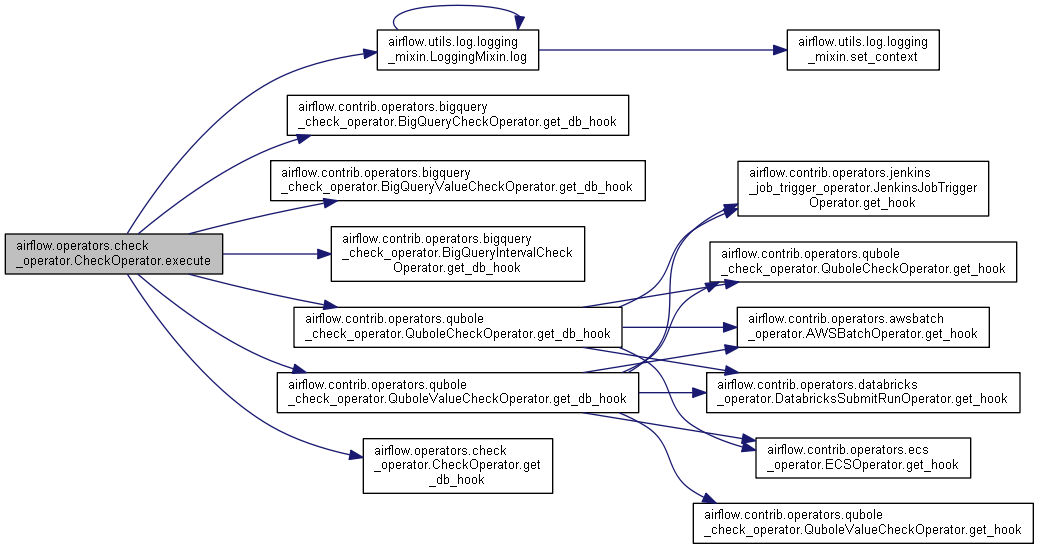 airflow.utils.log.logging
_mixin.LoggingMixin.log
airflow.utils.log.logging
_mixin.set_context
airflow.contrib.operators.bigquery
_check_operator.BigQueryCheckOperator.get_db_hook
airflow.contrib.operators.bigquery
_check_operator.BigQueryValueCheckOperator.get_db_hook
airflow.contrib.operators.jenkins
_job_trigger_operator.JenkinsJobTrigger
Operator.get_hook
airflow.operators.check
_operator.CheckOperator.execute
airflow.contrib.operators.bigquery
_check_operator.BigQueryIntervalCheck
Operator.get_db_hook
airflow.contrib.operators.qubole
_check_operator.QuboleCheckOperator.get_hook
airflow.contrib.operators.qubole
_check_operator.QuboleCheckOperator.get_db_hook
airflow.contrib.operators.awsbatch
_operator.AWSBatchOperator.get_hook
airflow.contrib.operators.qubole
_check_operator.QuboleValueCheckOperator.get_db_hook
airflow.contrib.operators.databricks
_operator.DatabricksSubmitRunOperator.get_hook
airflow.operators.check
_operator.CheckOperator.get
_db_hook
airflow.contrib.operators.ecs
_operator.ECSOperator.get_hook
airflow.contrib.operators.qubole
_check_operator.QuboleValueCheckOperator.get_hook